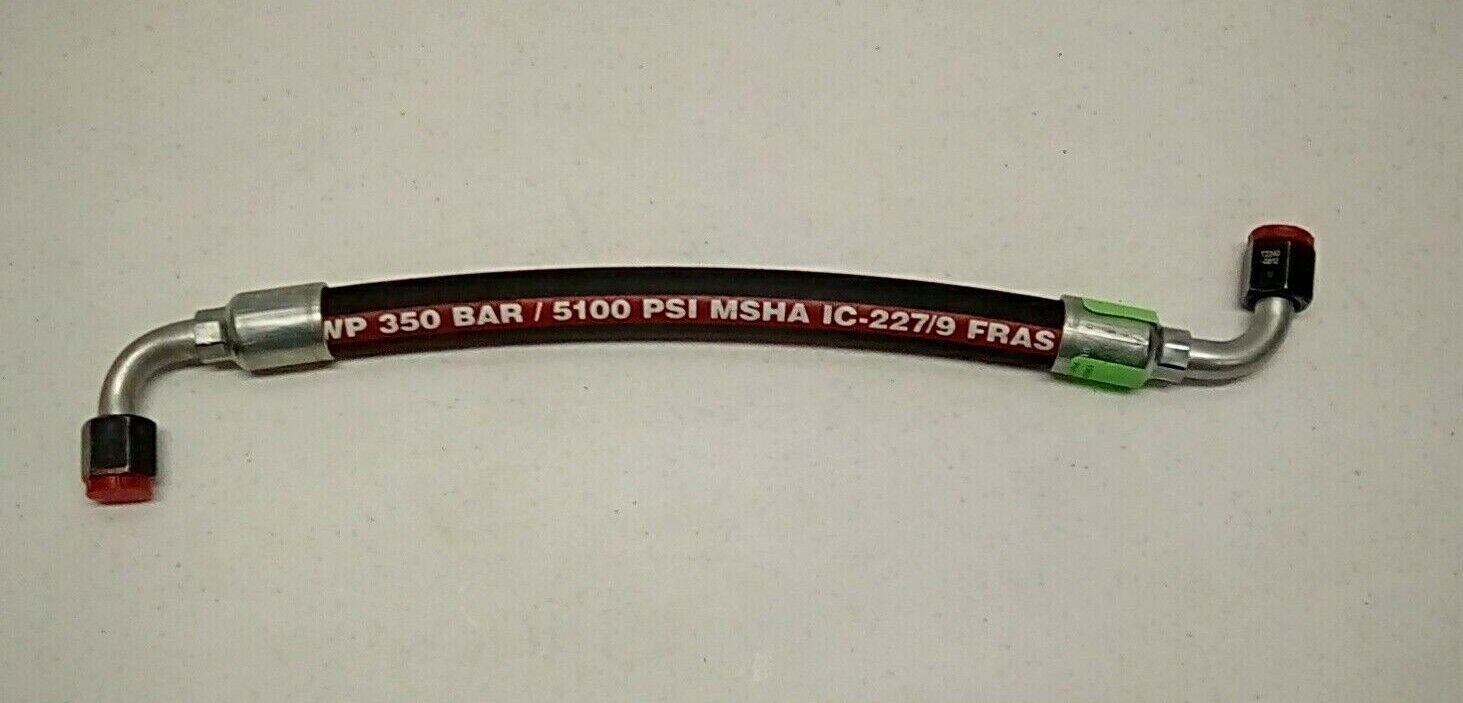 WP 350 BAR / 5100 PSI MSHA IC-227/9 FRAS